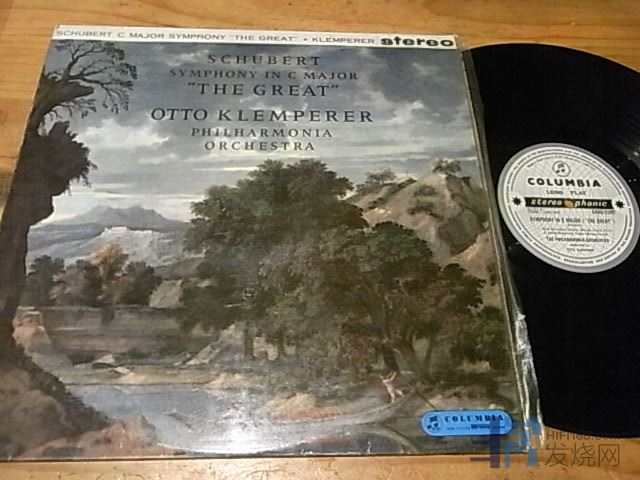 SCHUBERT C MAJOR SYMPHONY "THE GREAT" • KLEMPERER stereo
SCHUBERT
SYMPHONY IN C MAJOR
"THE GREAT"
OTTO KLEMPERER
PHILHARMONIA
ORCHESTRA
COLUMBIA
COLUMBIA
LONG PLAY
stereophonic
SYMPHONY IN C MAJOR "THE GREAT"
THE PHILHARMONIA ORCHESTRA
发烧网